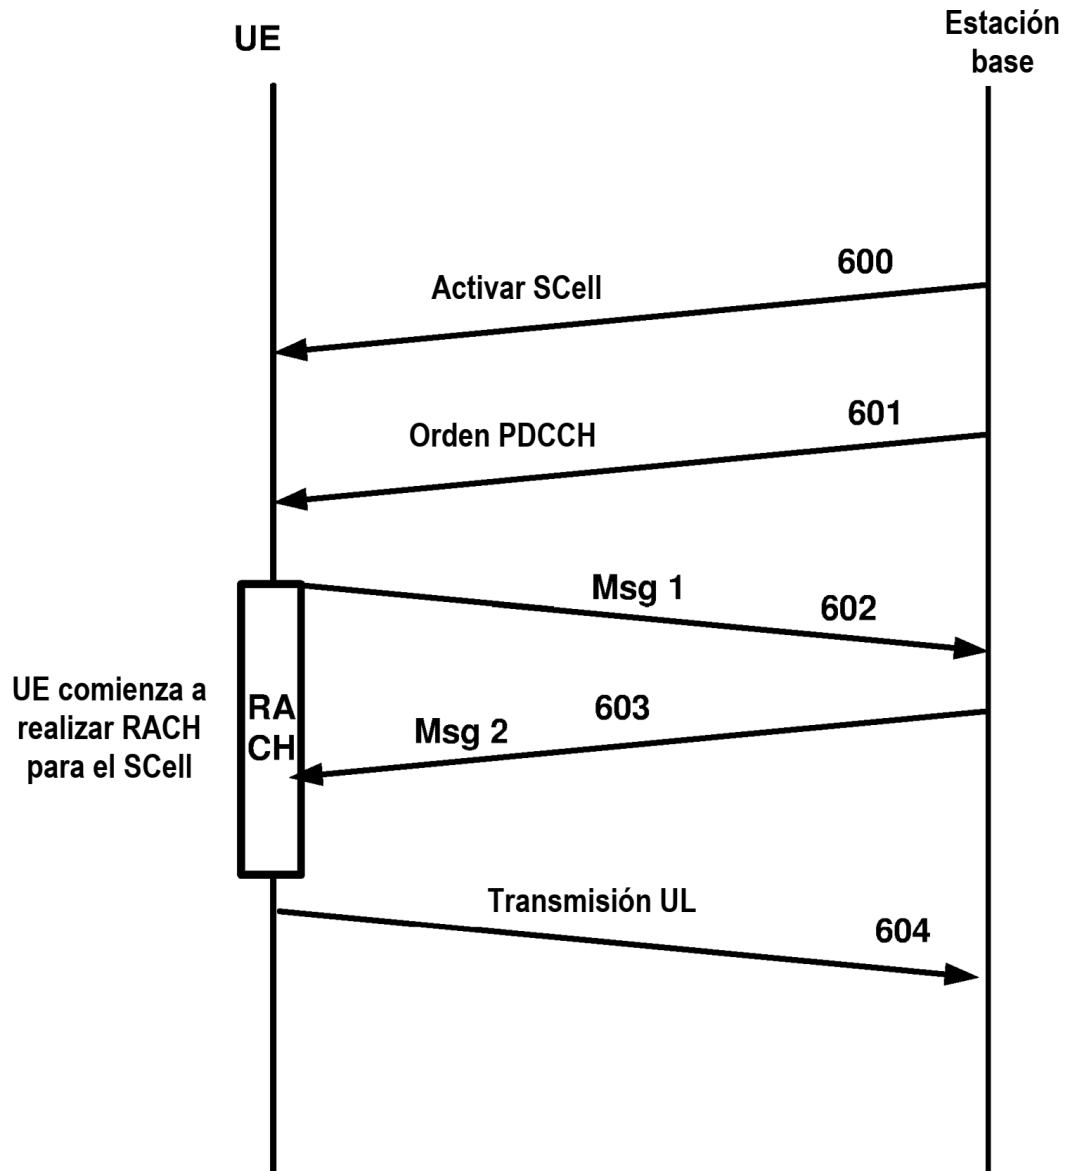 UE
Estación
base
600
Activar SCell
601
Orden PDCCH
Msg 1
602
UE comienza a
realizar RACH
para el SCell
RA
CH
603
Msg 2
Transmisión UL
604